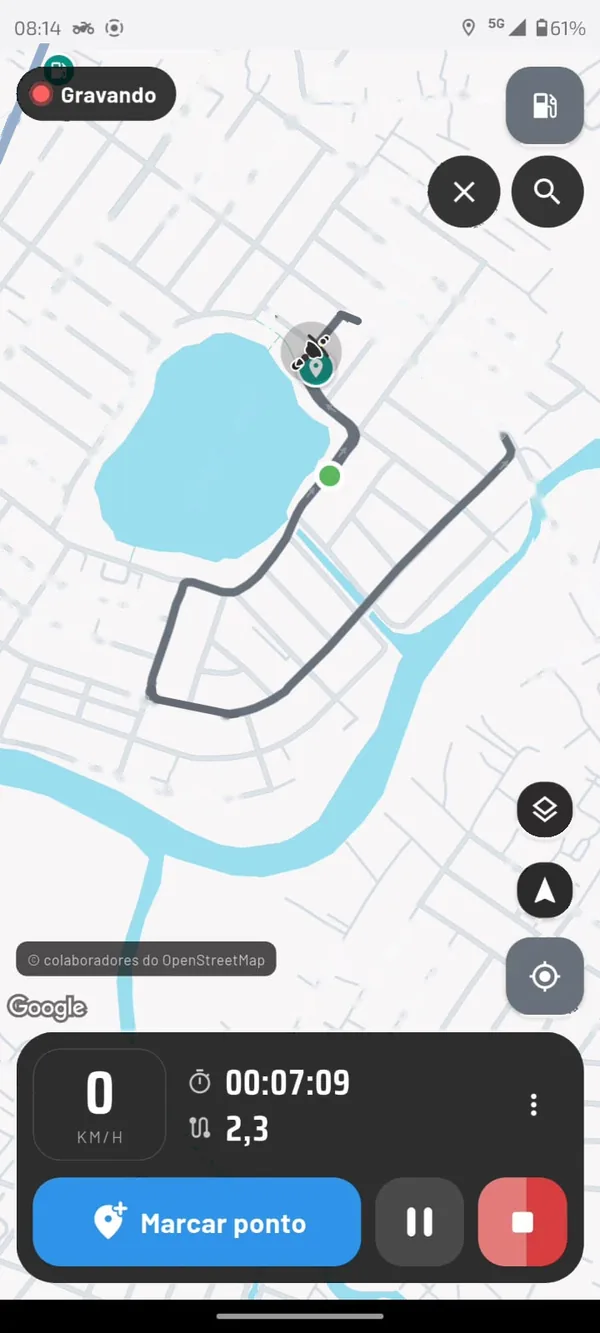 08:14
5G
61%
Gravando
© colaboradores do OpenStreetMap
Google
0
KM/H
00:07:09
2,3
Marcar ponto